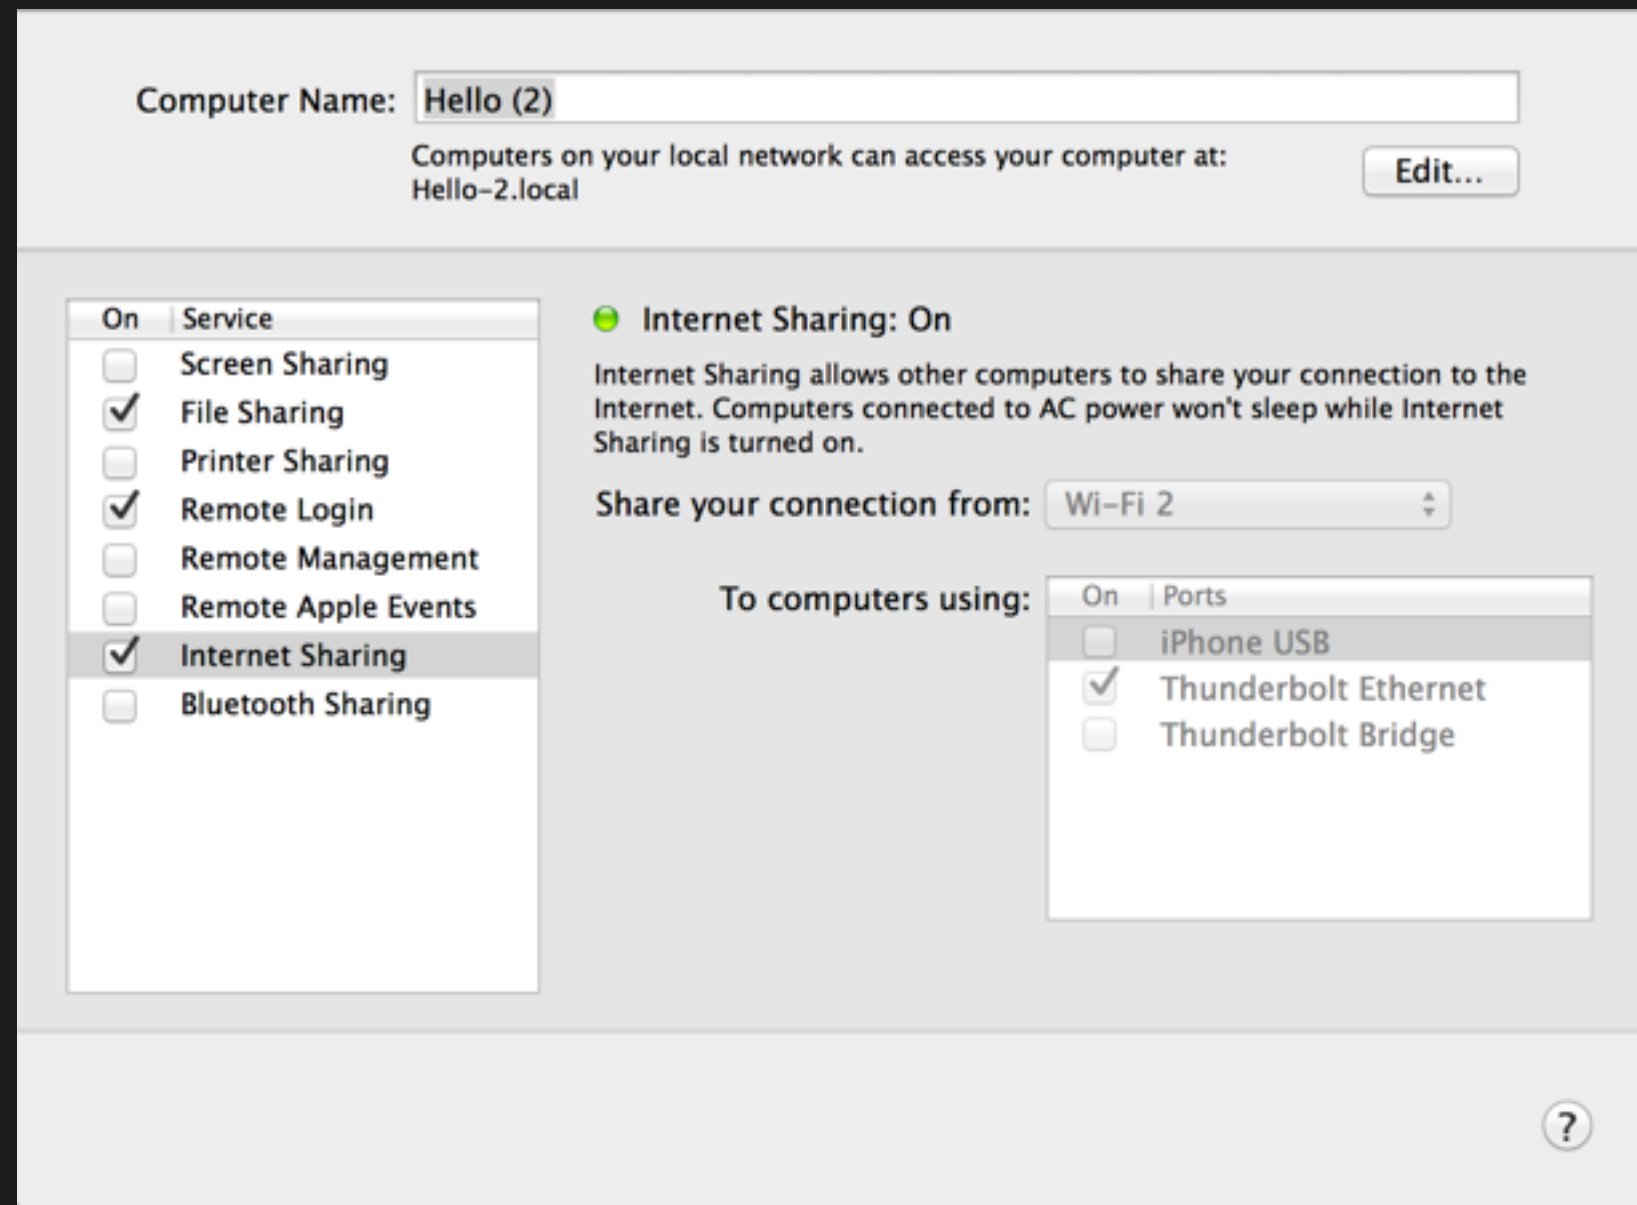 Computer Name: Hello (2)
Computers on your local network can access your computer at:
Hello-2.local
Edit...
On Service
Screen Sharing
File Sharing
Printer Sharing
Remote Login
Remote Management
Remote Apple Events
Internet Sharing
Bluetooth Sharing
Internet Sharing: On
Internet Sharing allows other computers to share your connection to the
Internet. Computers connected to AC power won't sleep while Internet
Sharing is turned on.
Share your connection from: Wi-Fi 2
To computers using:
On Ports
iPhone USB
Thunderbolt Ethernet
Thunderbolt Bridge
?